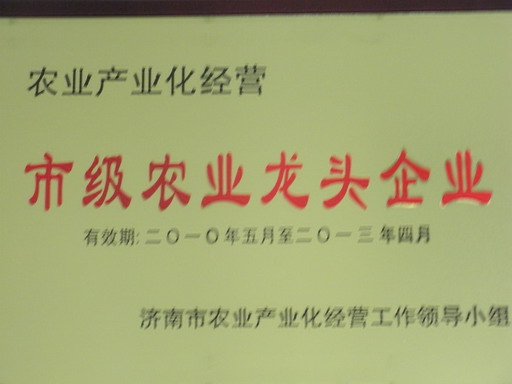 农业产业化经营
市级农业龙头企业
有效期:二〇一〇年五月至二〇一三年四月
济南市农业产业化经营工作领导小组